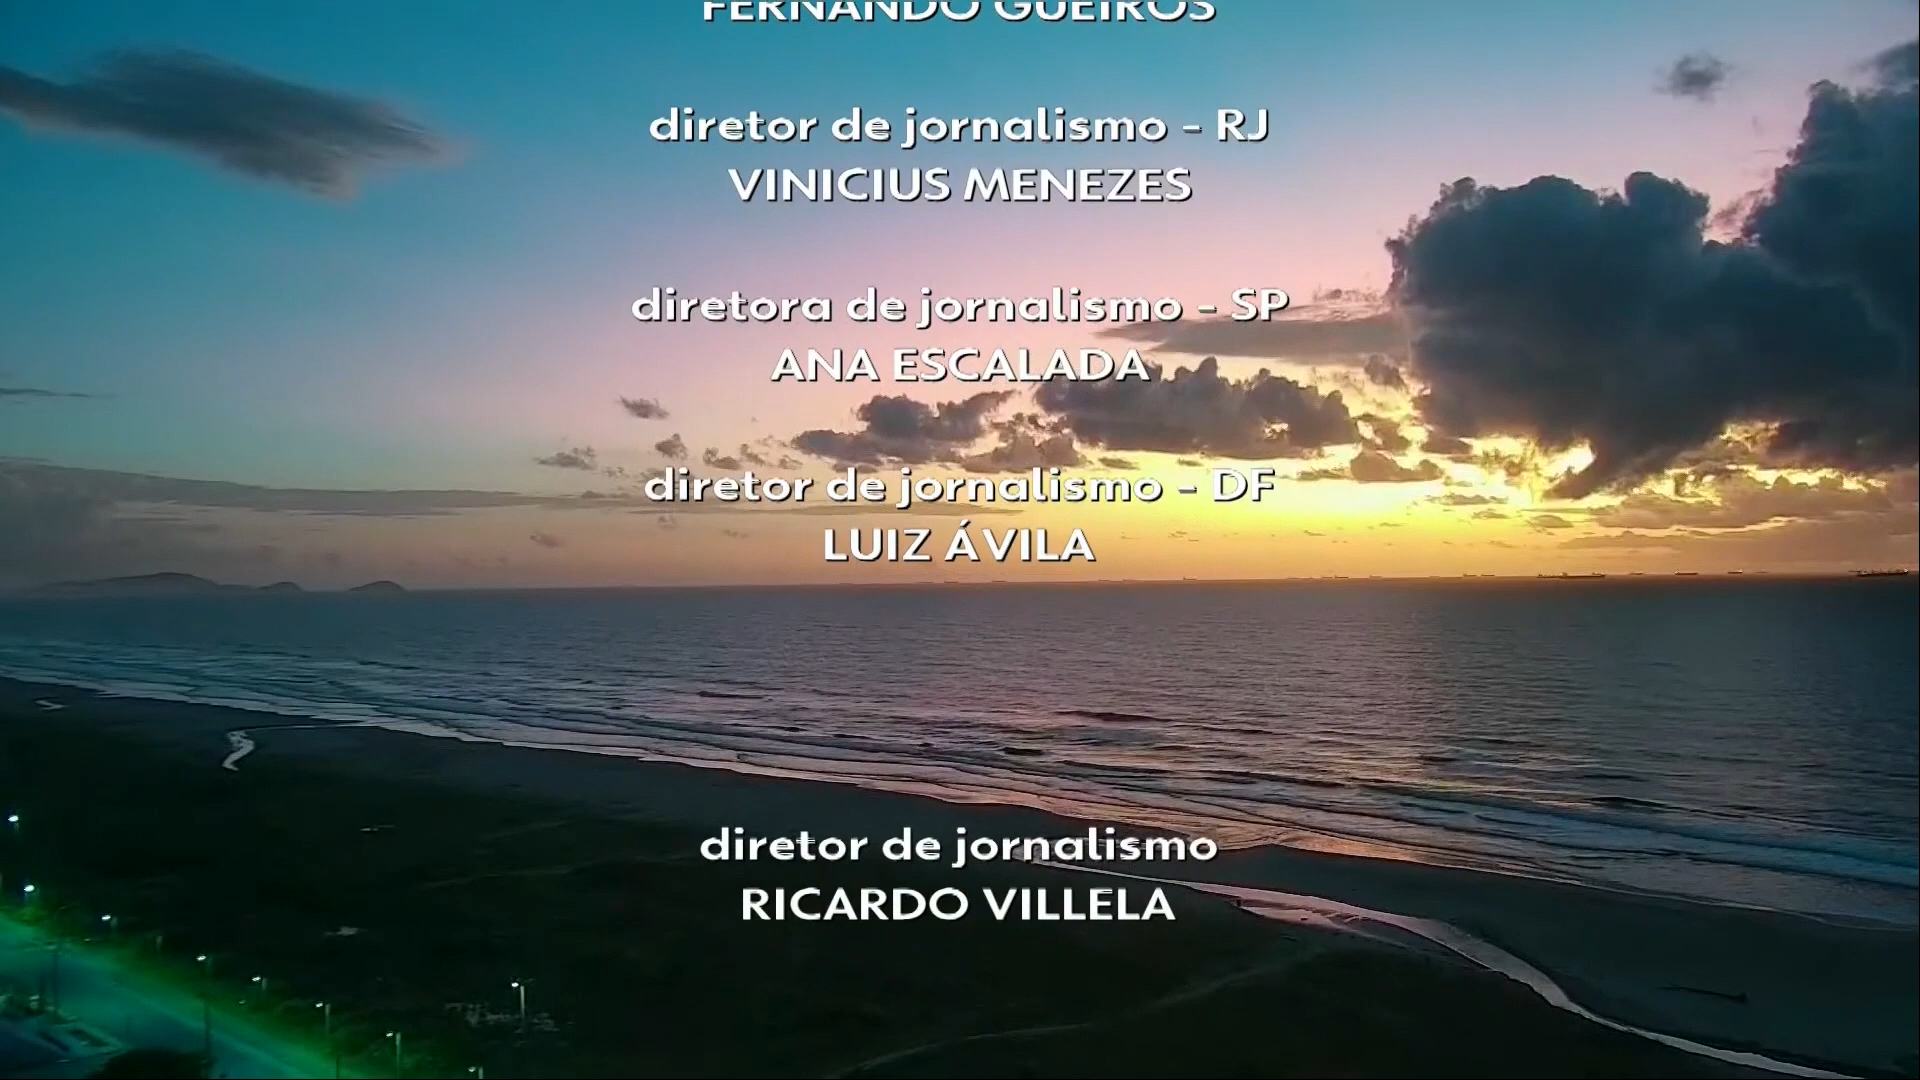 FERNANDO GUEIROS
diretor de jornalismo - RJ
VINICIUS MENEZES
diretora de jornalismo - SP
ANA ESCALADA
diretor de jornalismo - DF
LUIZ ÁVILA
diretor de jornalismo
RICARDO VILLELA